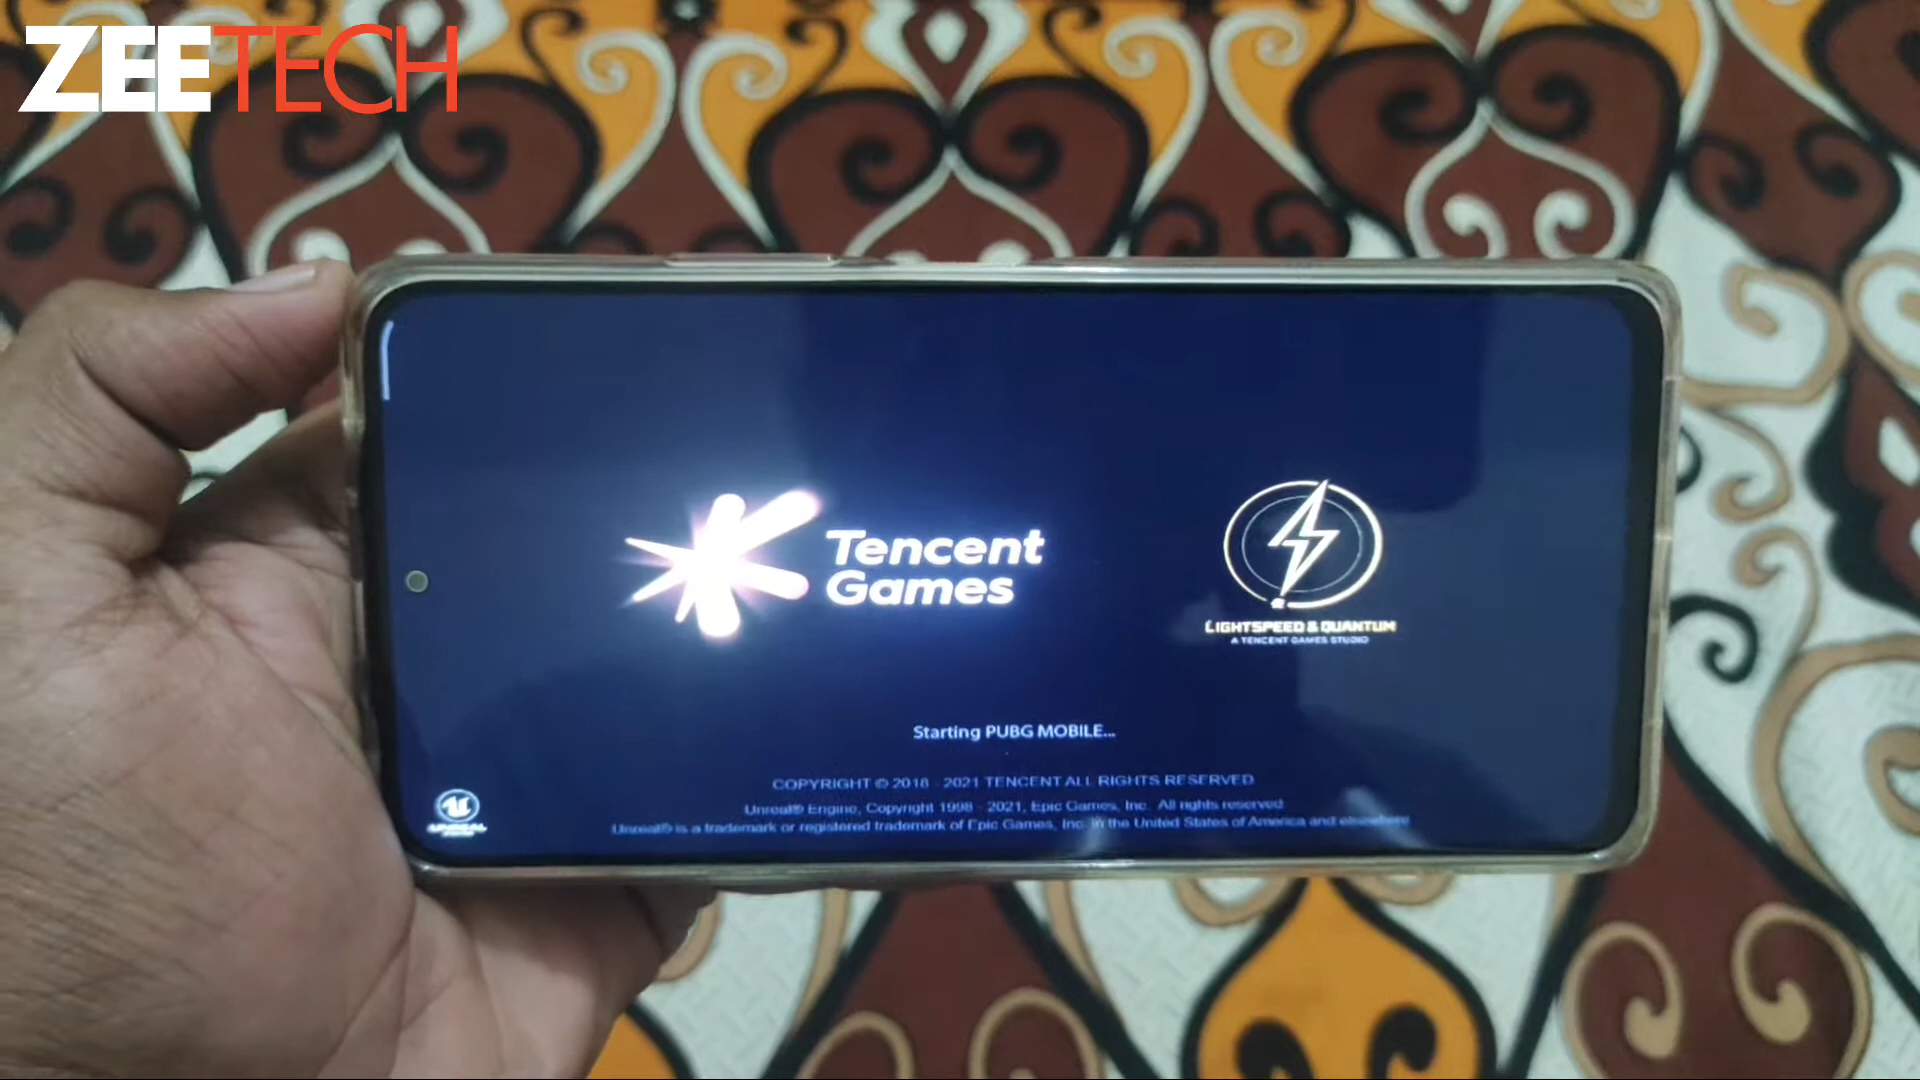 ZEETECH
Tencent
Games
LIGHTSPEED & QUANTUM
A TENCENT GAMES STUDIO
Starting PUBG MOBILE...
COPYRIGHT © 2018 - 2021 TENCENT ALL RIGHTS RESERVED
Unreal® Engine, Copyright 1998 - 2021, Epic Games, Inc. All rights reserved
Unreal® is a trademark or registered trademark of Epic Games, Inc. in the United States of America and elsewhere
UNREAL